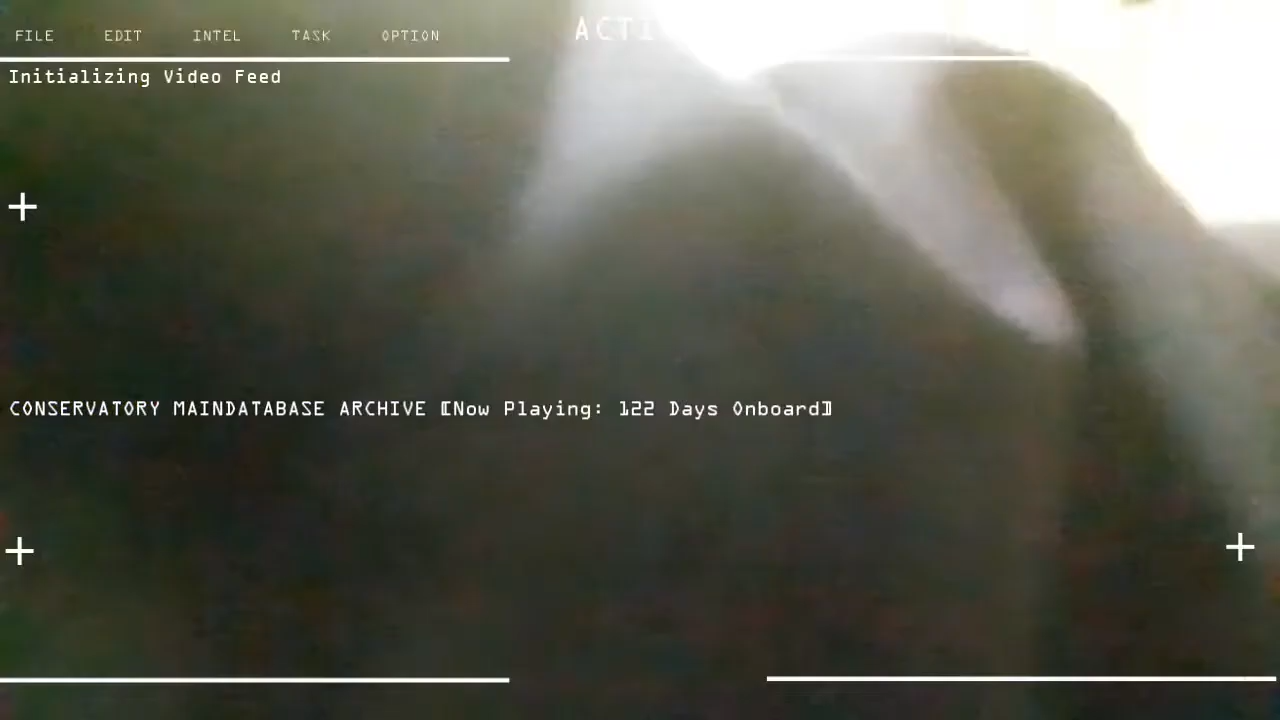 FILE EDIT INTEL TASK OPTION
Initializing Video Feed
CONSERVATORY MAINDATABASE ARCHIVE [Now Playing: 122 Days Onboard]